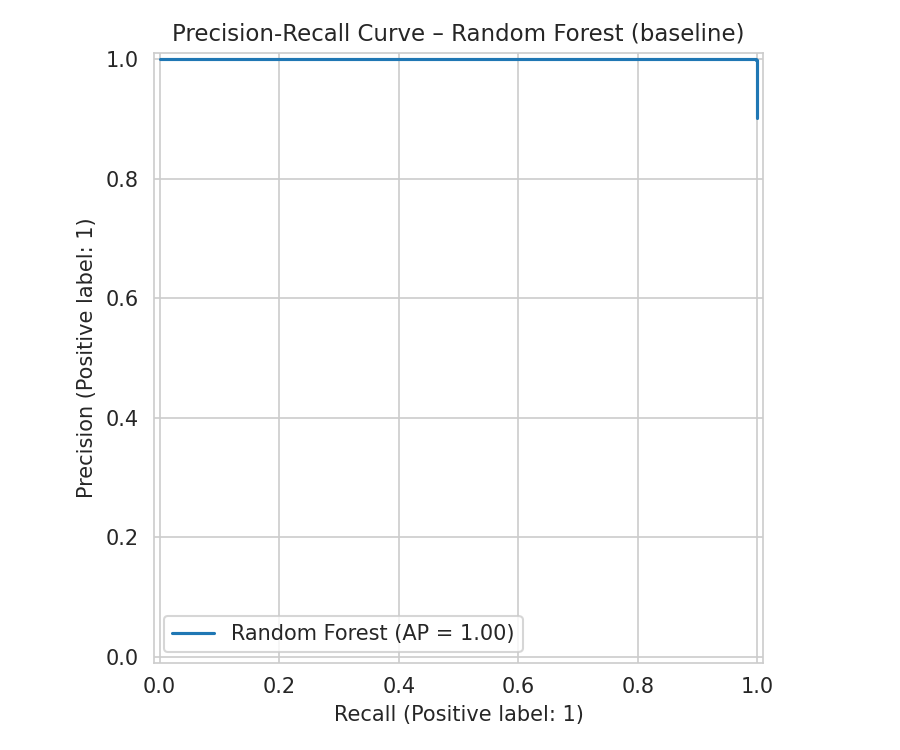 Precision-Recall Curve – Random Forest (baseline)
1.0
0.8
0.6
0.4
0.2
0.0
Precision (Positive label: 1)
Random Forest (AP = 1.00)
0.0 0.2 0.4 0.6 0.8 1.0
Recall (Positive label: 1)